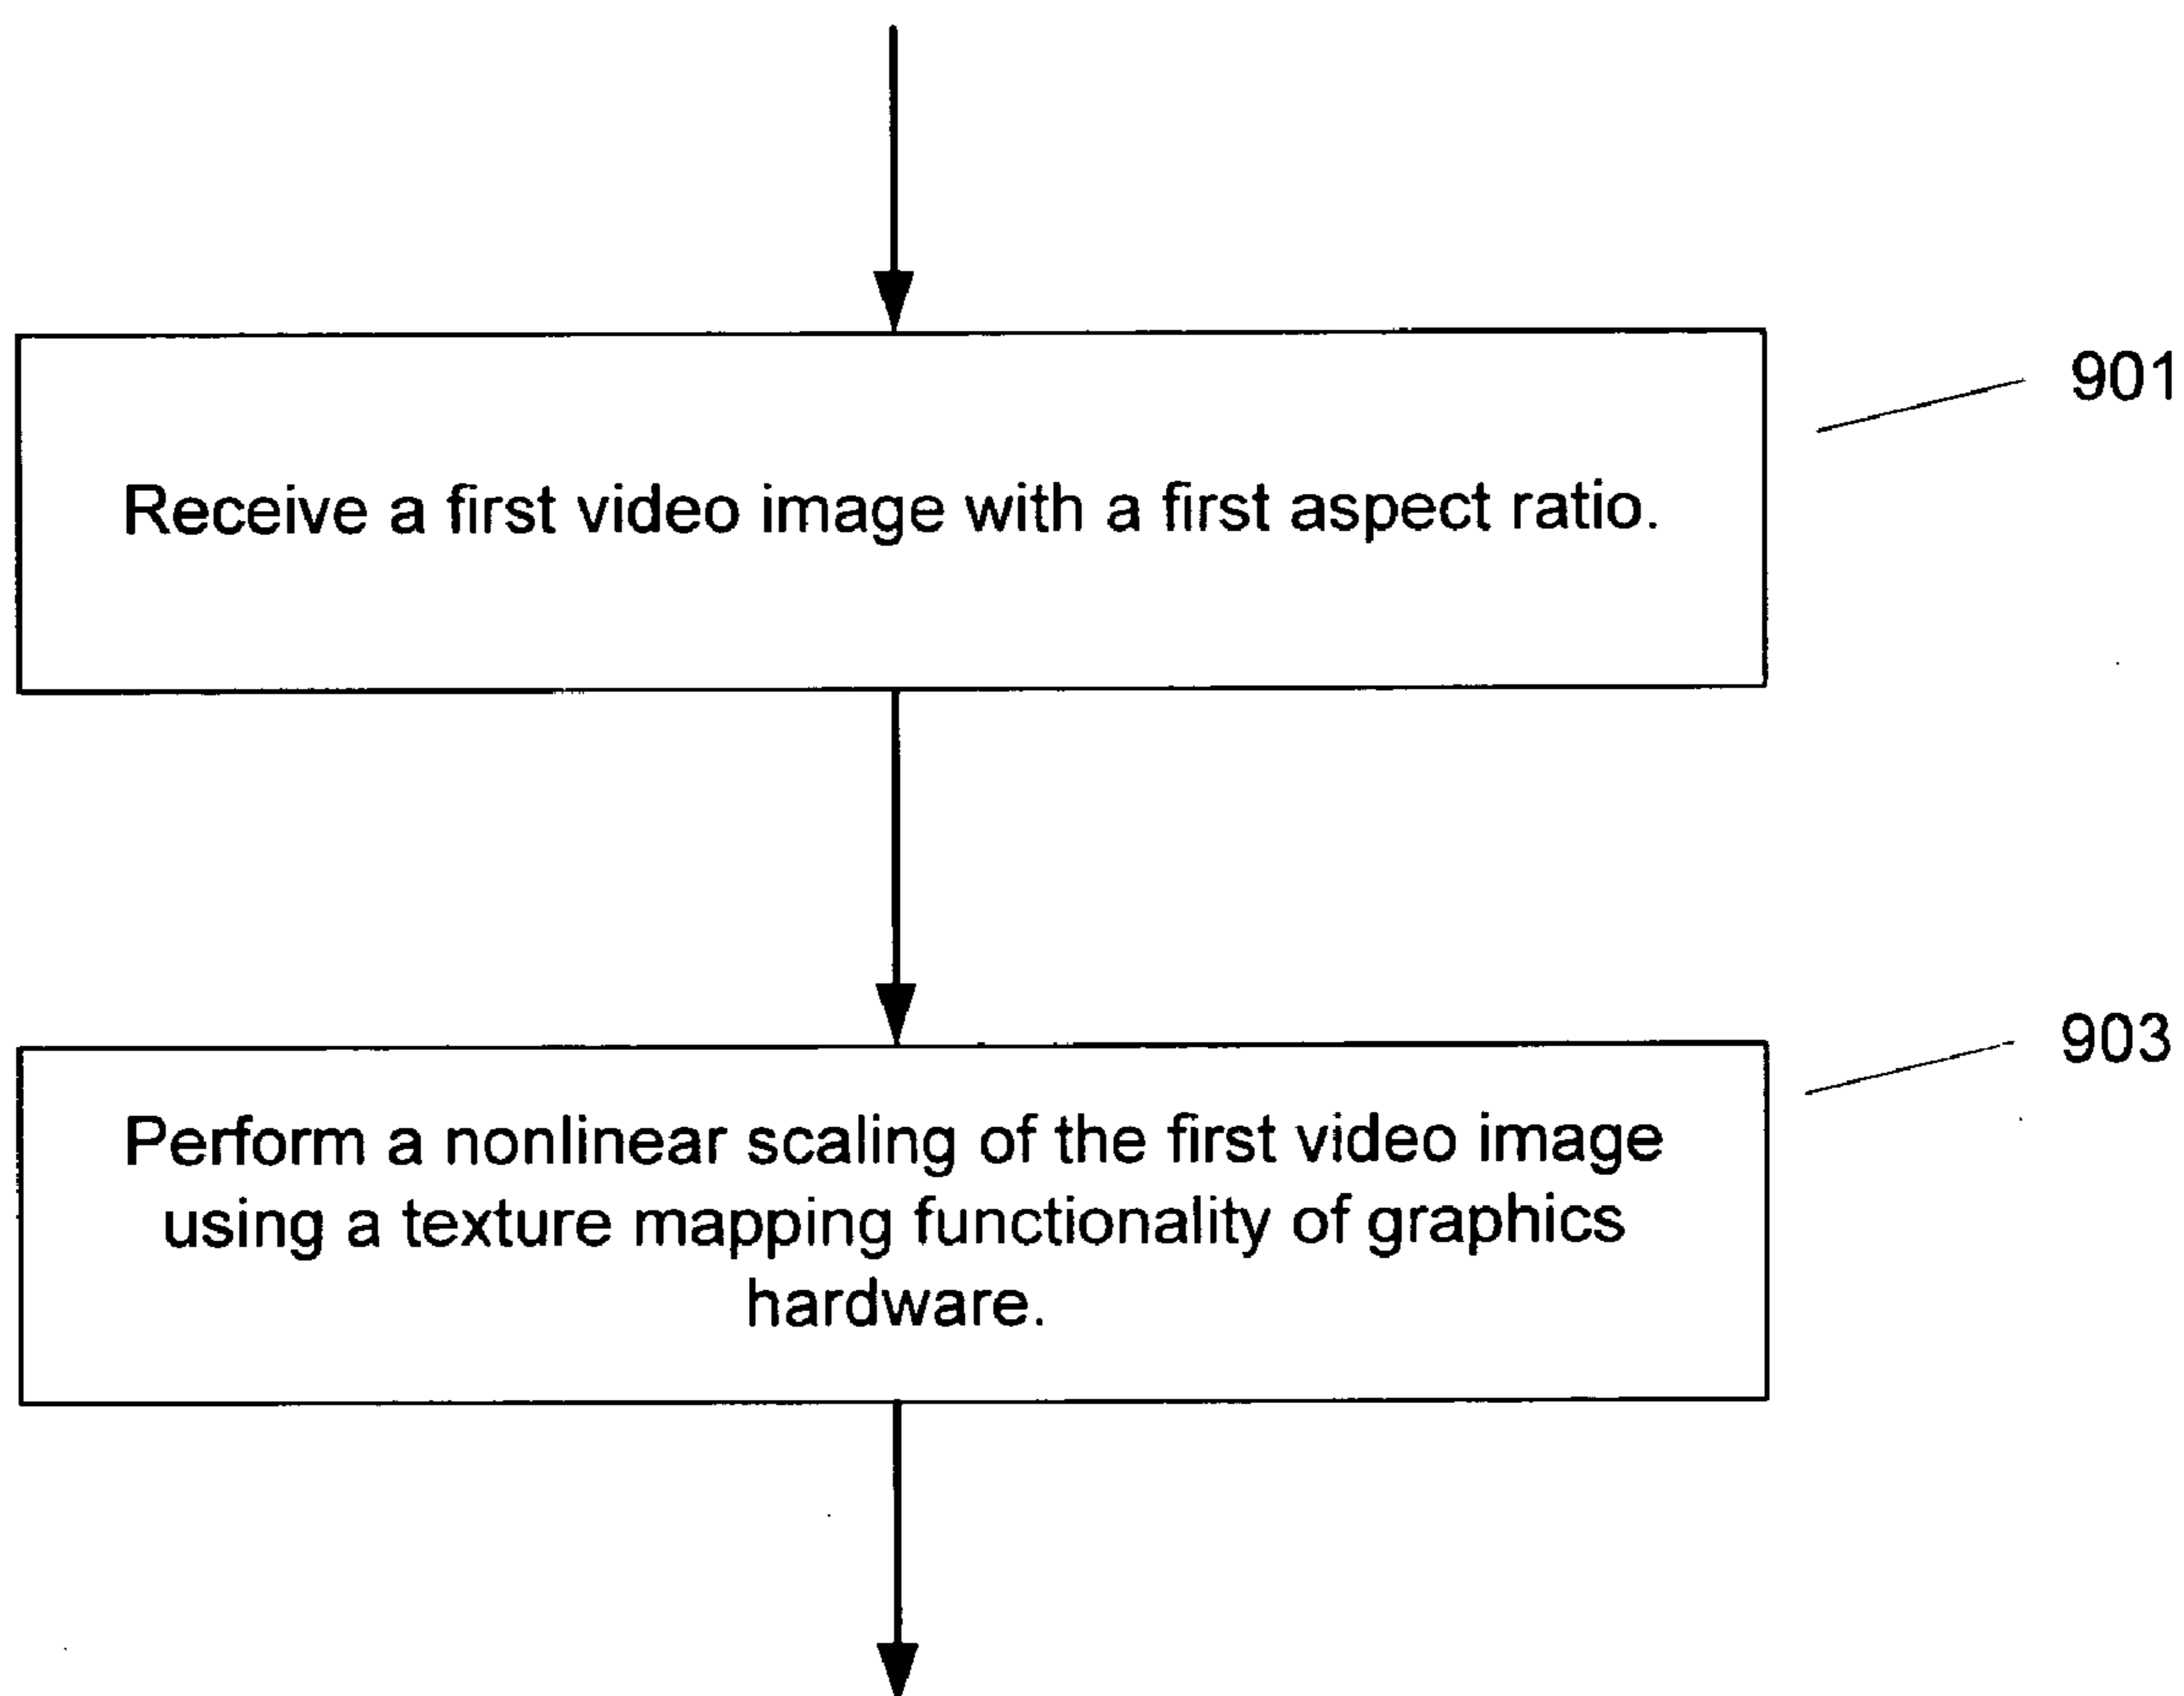 901
Receive a first video image with a first aspect ratio.
903
Perform a nonlinear scaling of the first video image
using a texture mapping functionality of graphics
hardware.